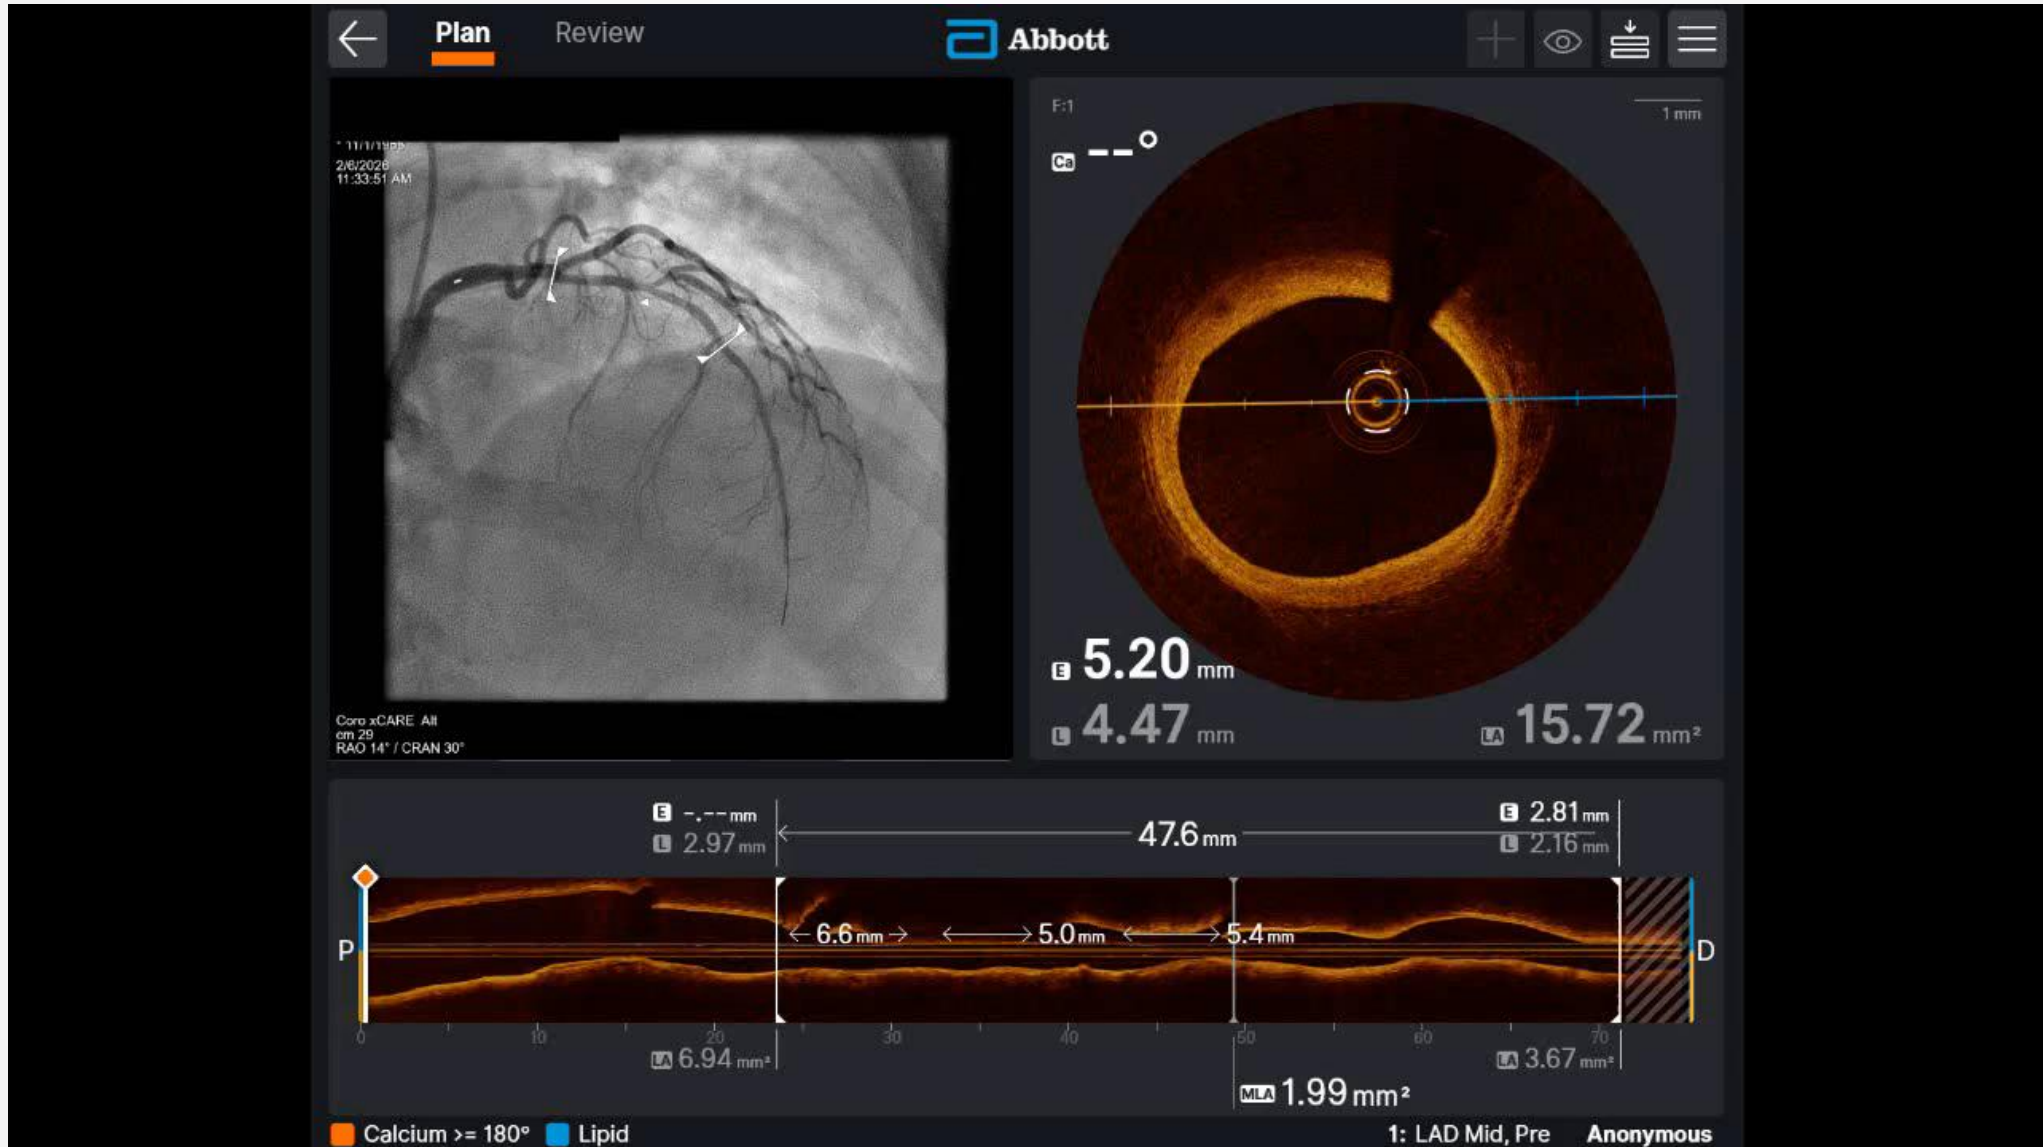 Plan
Review
Abbott
F:1
1 mm
Ca --°
2/6/2026
11:33:51 AM
E 5.20 mm
L 4.47 mm
LA 15.72 mm²
Coro xCARE Alt
cm 29
RAO 14° / CRAN 30°
E -.-- mm
L 2.97 mm
47.6 mm
E 2.81 mm
L 2.16 mm
P
6.6 mm
5.0 mm
5.4 mm
D
0 10 20 30 40 50 60 70
LA 6.94 mm²
LA 3.67 mm²
MLA 1.99 mm²
Calcium >= 180° Lipid
1: LAD Mid, Pre Anonymous